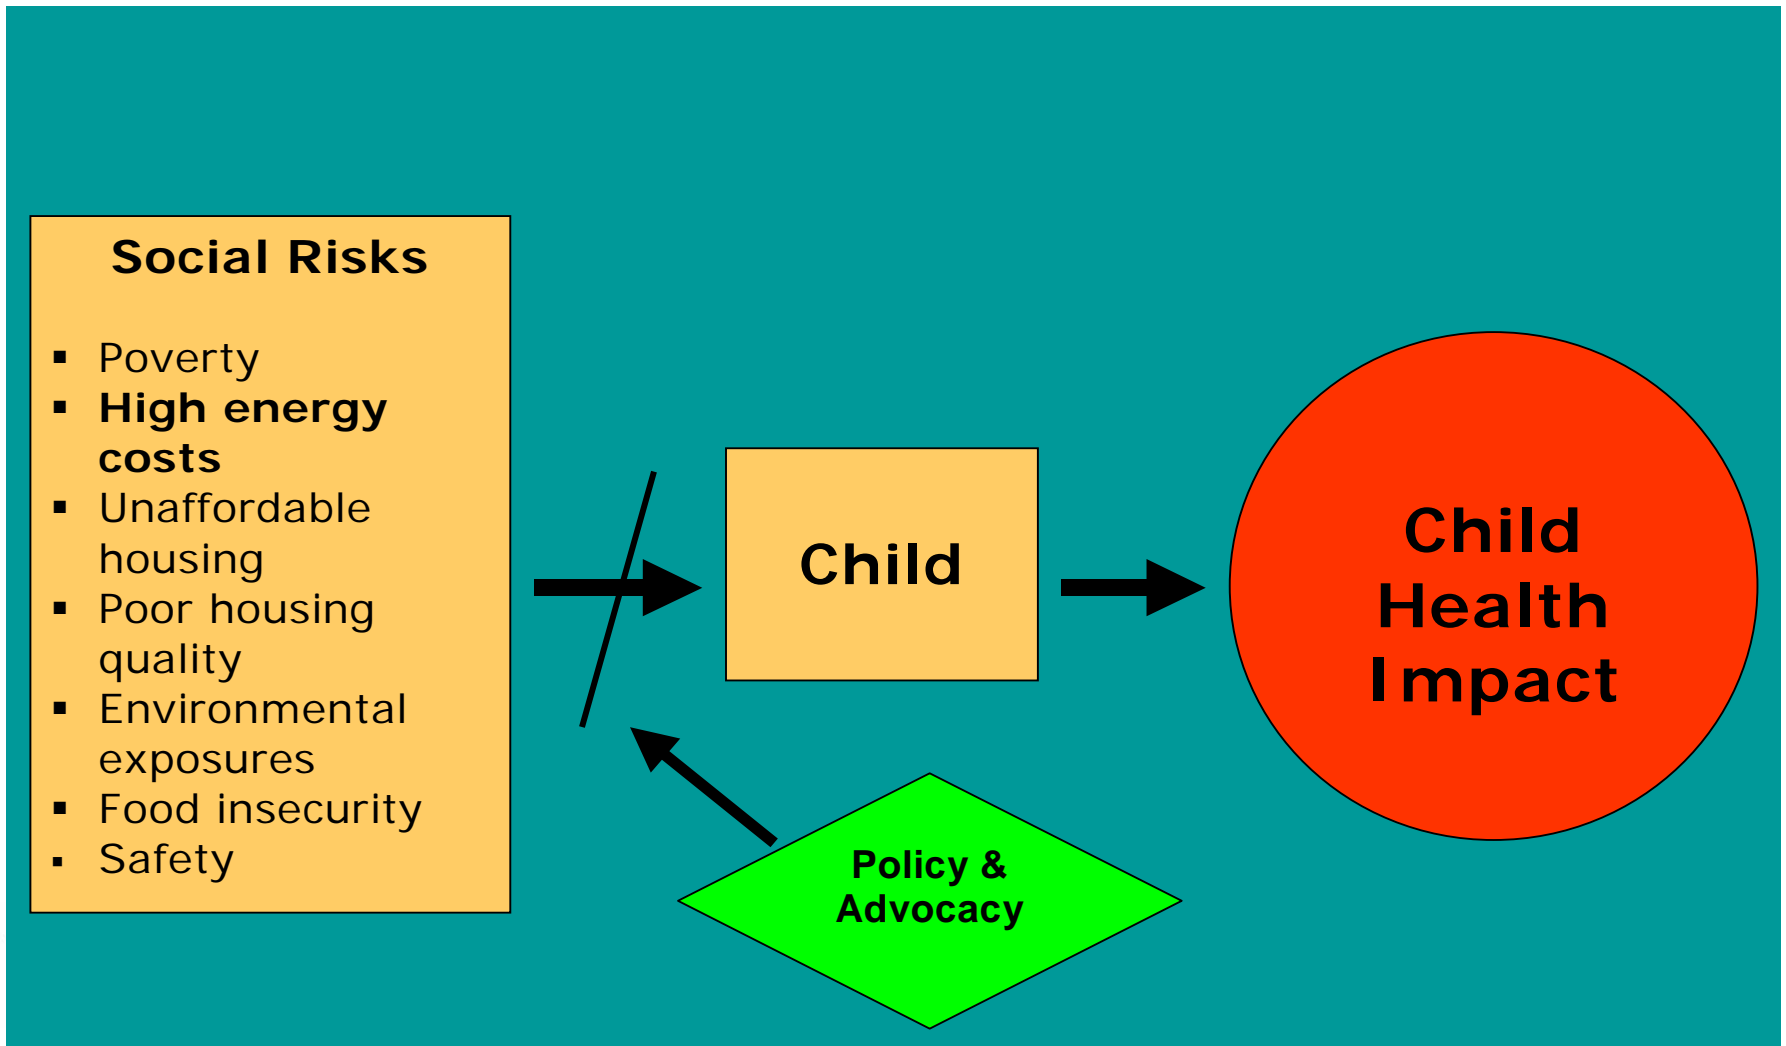 Social Risks
▪ Poverty
▪ High energy
costs
▪ Unaffordable
housing
▪ Poor housing
quality
▪ Environmental
exposures
▪ Food insecurity
▪ Safety
Child
Policy &
Advocacy
Child
Health
Impact